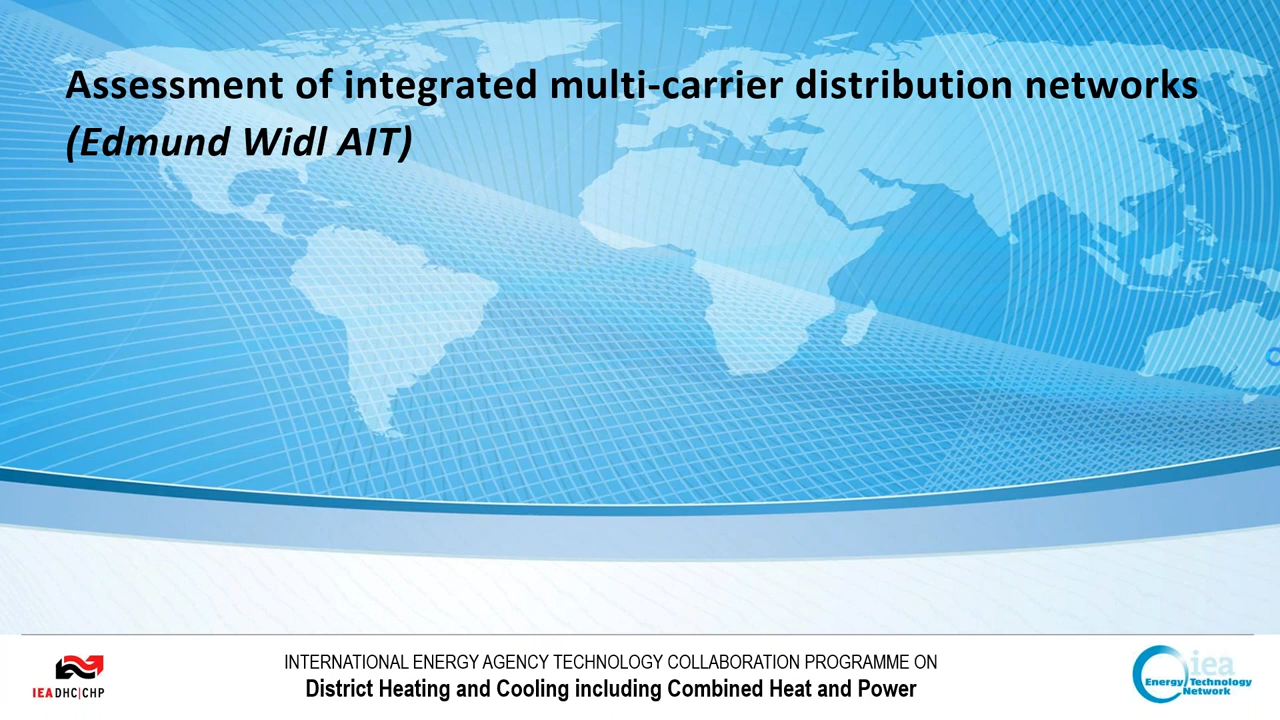 Assessment of integrated multi-carrier distribution networks
(Edmund Widl AIT)
INTERNATIONAL ENERGY AGENCY TECHNOLOGY COLLABORATION PROGRAMME ON
District Heating and Cooling including Combined Heat and Power
IEA DHC|CHP
iea
Energy Technology
Network